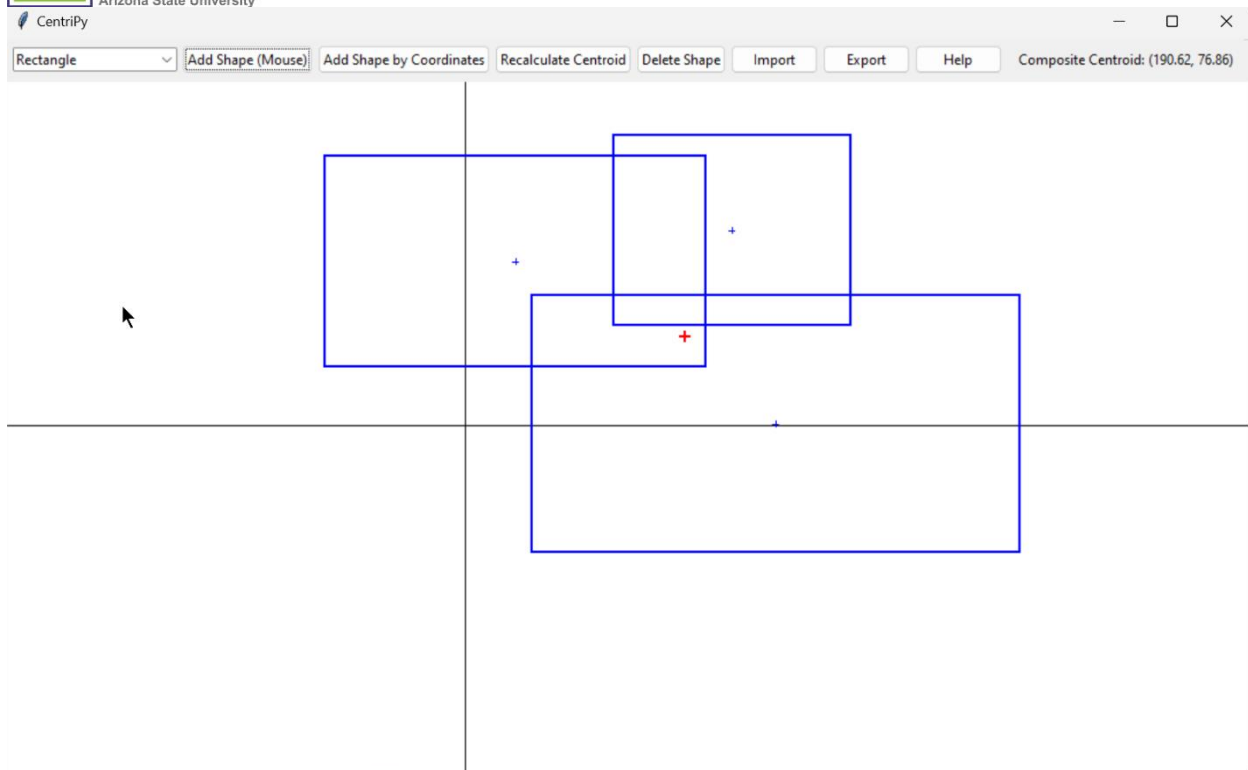 Arizona State University
CentriPy
Rectangle Add Shape (Mouse) Add Shape by Coordinates Recalculate Centroid Delete Shape Import Export Help Composite Centroid: (190.62, 76.86)